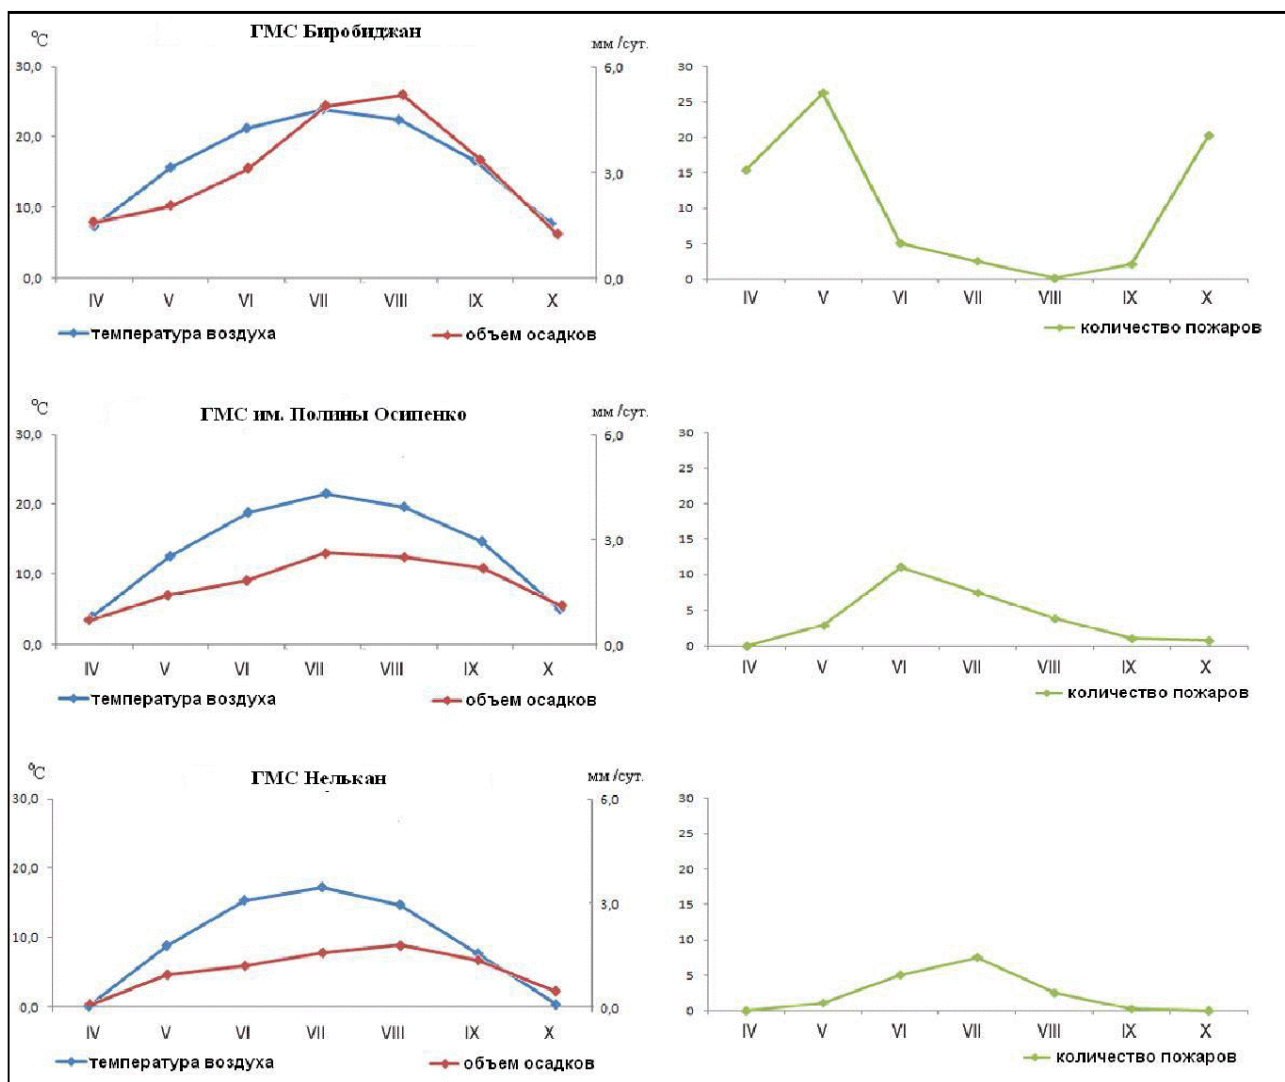 ГМС Биробиджан
°C
мм /сут.
30,0
20,0
10,0
0,0
6,0
3,0
0,0
IV V VI VII VIII IX X
температура воздуха
объем осадков
30
25
20
15
10
5
0
IV V VI VII VIII IX X
количество пожаров
ГМС им. Полины Осипенко
°C
мм /сут.
30,0
20,0
10,0
0,0
6,0
3,0
0,0
IV V VI VII VIII IX X
температура воздуха
объем осадков
30
25
20
15
10
5
0
IV V VI VII VIII IX X
количество пожаров
ГМС Нелькан
°C
мм /сут.
30,0
20,0
10,0
0,0
6,0
3,0
0,0
IV V VI VII VIII IX X
температура воздуха
объем осадков
30
25
20
15
10
5
0
IV V VI VII VIII IX X
количество пожаров